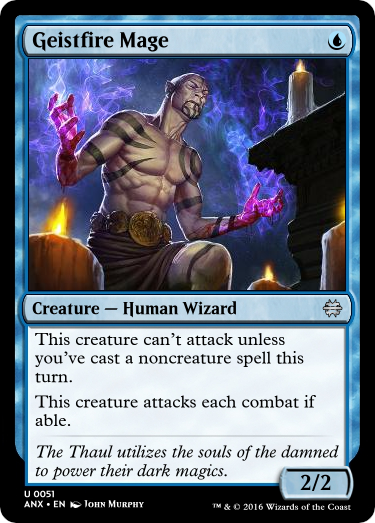 Geistfire Mage
Creature — Human Wizard
This creature can't attack unless
you've cast a noncreature spell this
turn.
This creature attacks each combat if
able.
The Thaul utilizes the souls of the damned
to power their dark magics.
2/2
U 0051
ANX • EN John Murphy
™ & © 2016 Wizards of the Coast